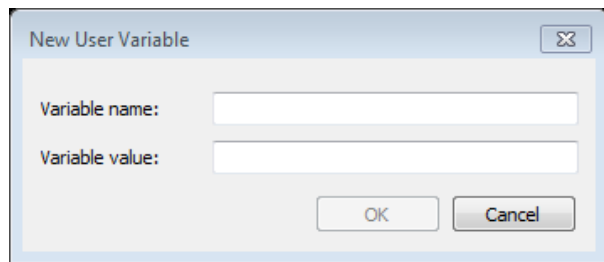 New User Variable
Variable name:
Variable value:
OK Cancel